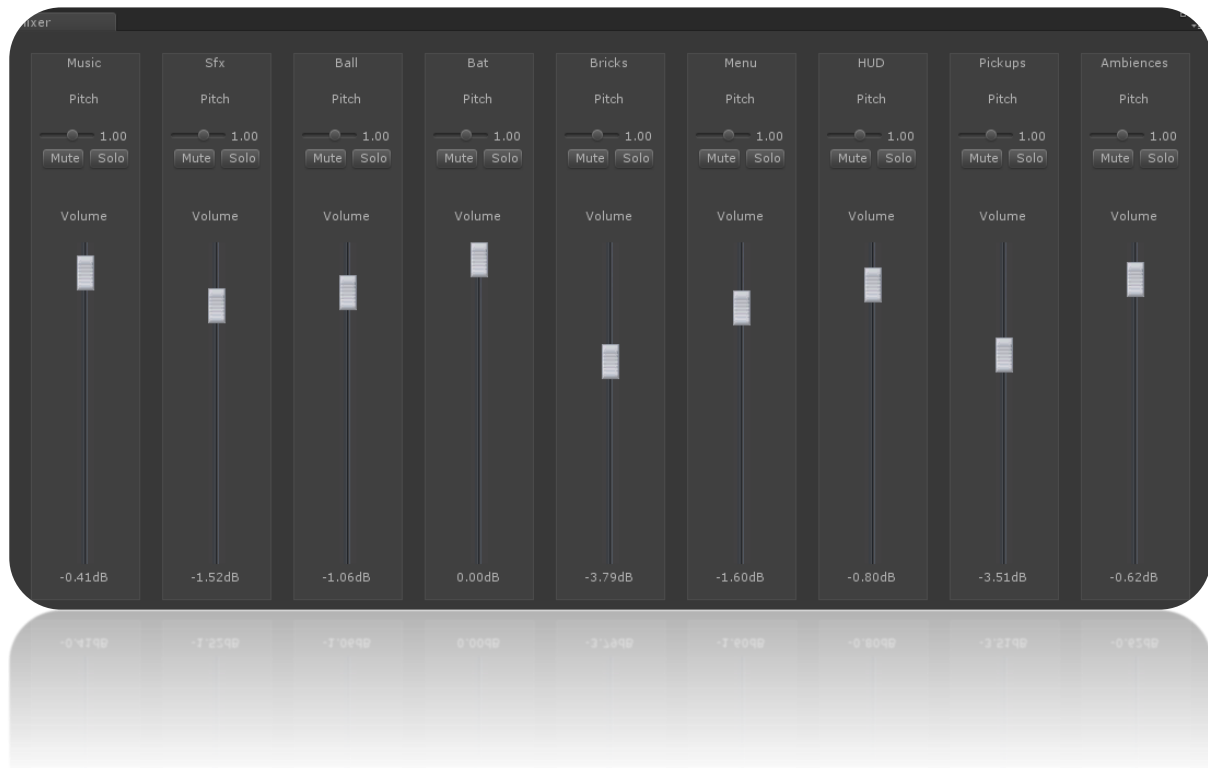 Music Sfx Ball Bat Bricks Menu HUD Pickups Ambiences
Pitch Pitch Pitch Pitch Pitch Pitch Pitch Pitch Pitch
1.00 1.00 1.00 1.00 1.00 1.00 1.00 1.00 1.00
Mute Solo Mute Solo Mute Solo Mute Solo Mute Solo Mute Solo Mute Solo Mute Solo Mute Solo
Volume Volume Volume Volume Volume Volume Volume Volume Volume
-0.41dB -1.52dB -1.06dB 0.00dB -3.79dB -1.60dB -0.80dB -3.51dB -0.62dB